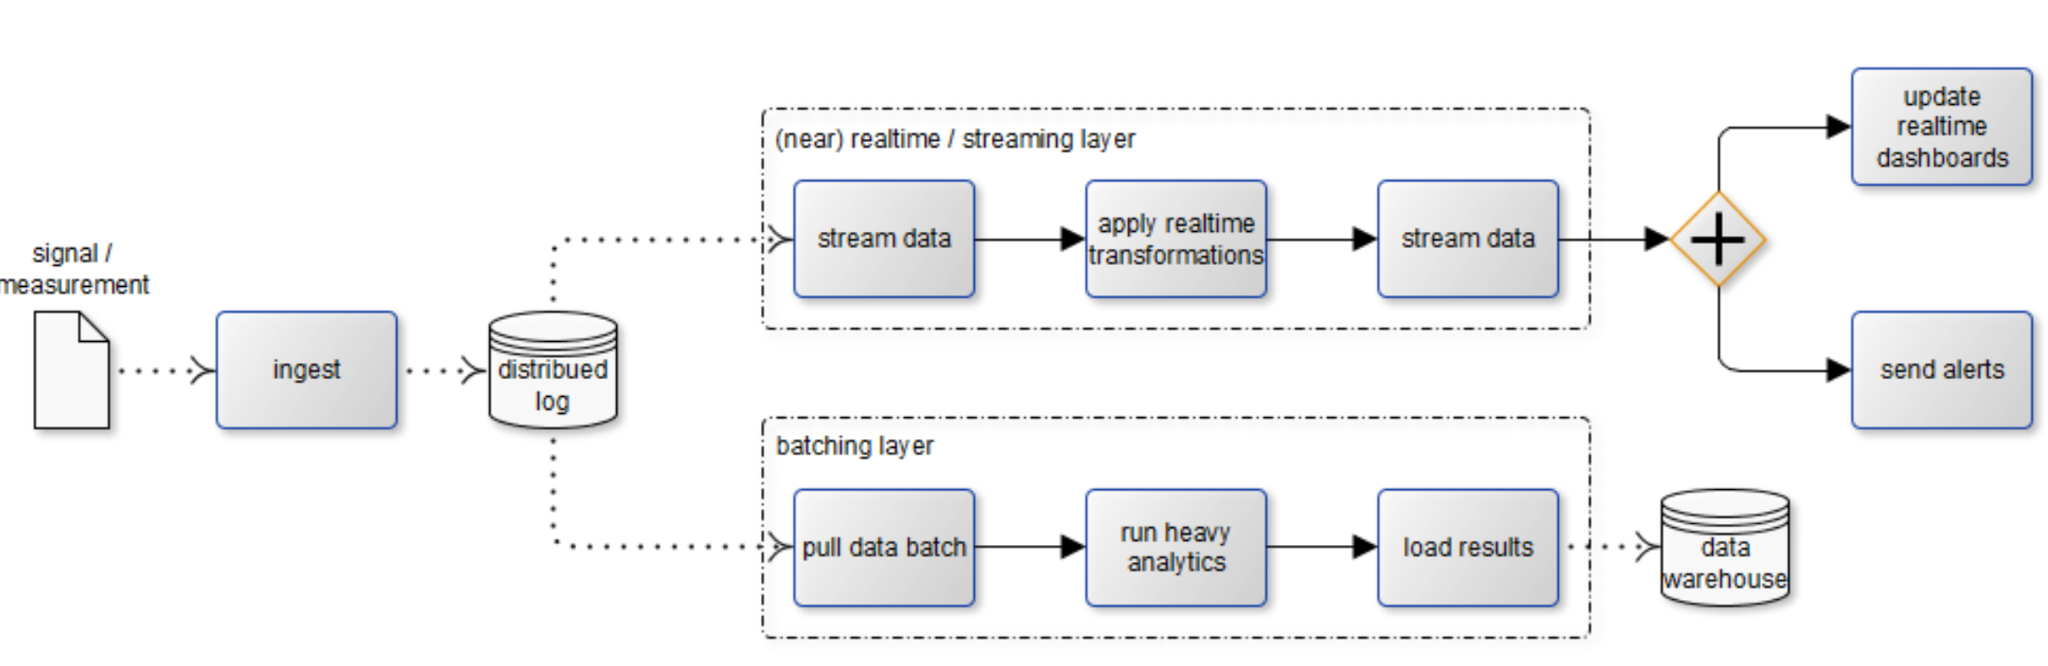 signal /
measurement
ingest
distribued
log
(near) realtime / streaming layer
stream data
apply realtime
transformations
stream data
update
realtime
dashboards
send alerts
batching layer
pull data batch
run heavy
analytics
load results
data
warehouse